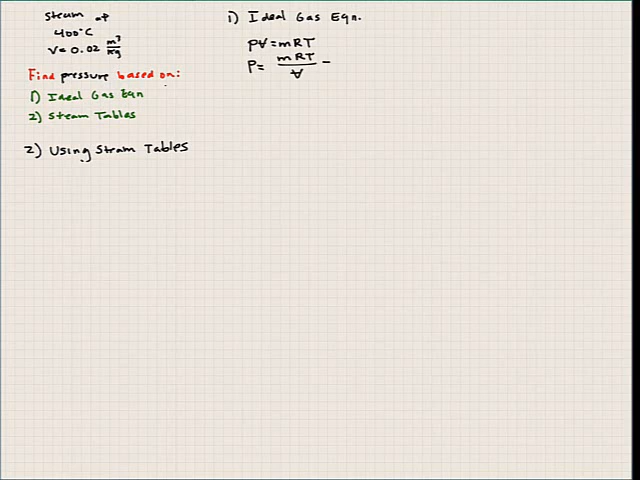 Steam at
400°C
v = 0.02 m³/kg
Find pressure based on:
1) Ideal Gas Eqn
2) Steam Tables
2) Using Steam Tables
1) Ideal Gas Eqn.
PV = mRT
P = mRT/V =